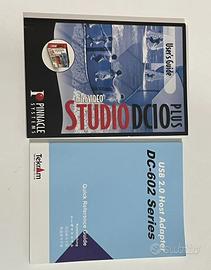 User's Guide
PINNACLE
SYSTEMS
STUDIO DC10 PLUS
Tekram
USB 2.0 Host Adapter
DC-602 Series
Quick Reference Guide
subito